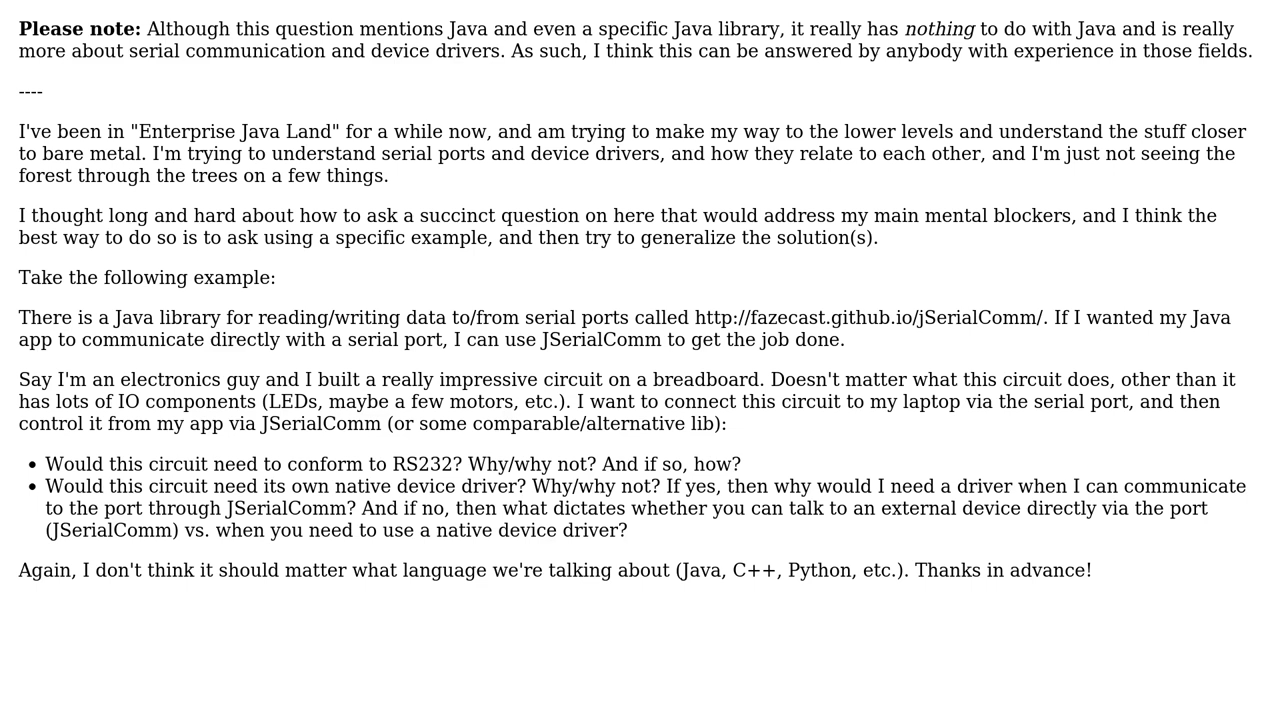 Please note: Although this question mentions Java and even a specific Java library, it really has nothing to do with Java and is really
more about serial communication and device drivers. As such, I think this can be answered by anybody with experience in those fields.
----
I've been in "Enterprise Java Land" for a while now, and am trying to make my way to the lower levels and understand the stuff closer
to bare metal. I'm trying to understand serial ports and device drivers, and how they relate to each other, and I'm just not seeing the
forest through the trees on a few things.
I thought long and hard about how to ask a succinct question on here that would address my main mental blockers, and I think the
best way to do so is to ask using a specific example, and then try to generalize the solution(s).
Take the following example:
There is a Java library for reading/writing data to/from serial ports called http://fazecast.github.io/jSerialComm/. If I wanted my Java
app to communicate directly with a serial port, I can use JSerialComm to get the job done.
Say I'm an electronics guy and I built a really impressive circuit on a breadboard. Doesn't matter what this circuit does, other than it
has lots of IO components (LEDs, maybe a few motors, etc.). I want to connect this circuit to my laptop via the serial port, and then
control it from my app via JSerialComm (or some comparable/alternative lib):
• Would this circuit need to conform to RS232? Why/why not? And if so, how?
• Would this circuit need its own native device driver? Why/why not? If yes, then why would I need a driver when I can communicate
to the port through JSerialComm? And if no, then what dictates whether you can talk to an external device directly via the port
(JSerialComm) vs. when you need to use a native device driver?
Again, I don't think it should matter what language we're talking about (Java, C++, Python, etc.). Thanks in advance!